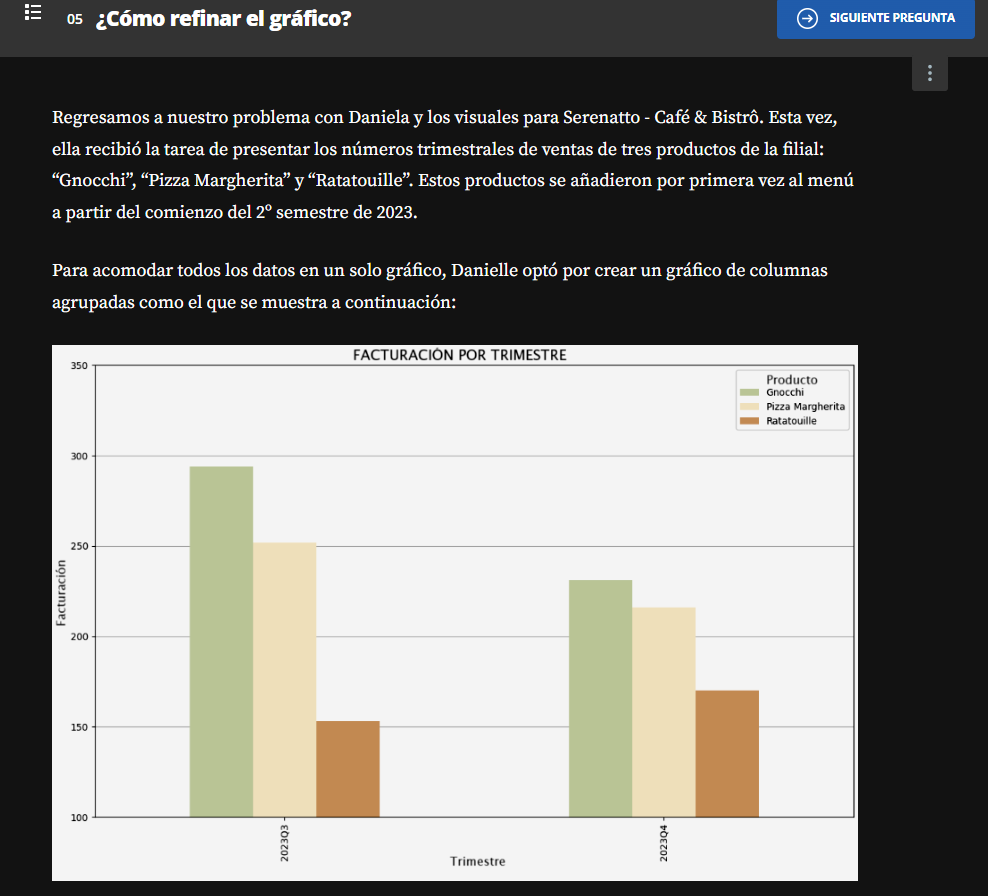 05 ¿Cómo refinar el gráfico?
SIGUIENTE PREGUNTA
Regresamos a nuestro problema con Daniela y los visuales para Serenatto - Café & Bistrô. Esta vez,
ella recibió la tarea de presentar los números trimestrales de ventas de tres productos de la filial:
“Gnocchi”, “Pizza Margherita” y “Ratatouille”. Estos productos se añadieron por primera vez al menú
a partir del comienzo del 2º semestre de 2023.
Para acomodar todos los datos en un solo gráfico, Danielle optó por crear un gráfico de columnas
agrupadas como el que se muestra a continuación:
FACTURACIÓN POR TRIMESTRE
Producto
Gnocchi
Pizza Margherita
Ratatouille
Facturación
350
300
250
200
150
100
2023Q3
2023Q4
Trimestre